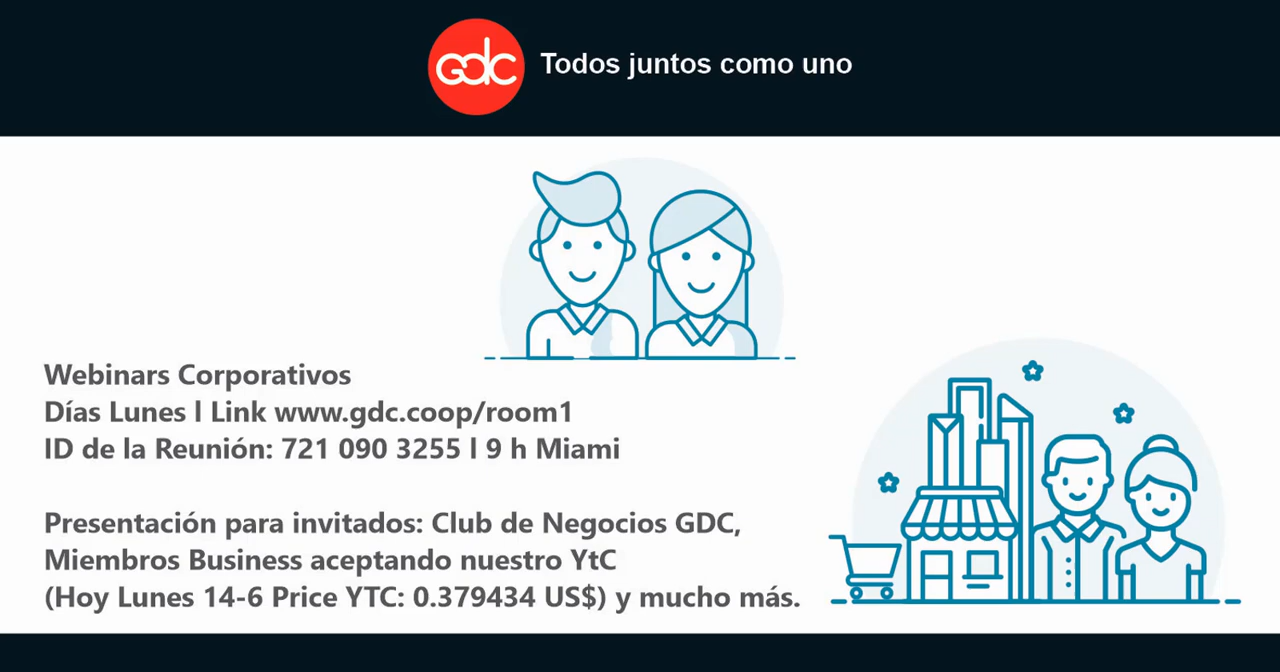 GDC
Todos juntos como uno
Webinars Corporativos
Días Lunes l Link www.gdc.coop/room1
ID de la Reunión: 721 090 3255 l 9 h Miami
Presentación para invitados: Club de Negocios GDC,
Miembros Business aceptando nuestro YtC
(Hoy Lunes 14-6 Price YTC: 0.379434 US$) y mucho más.